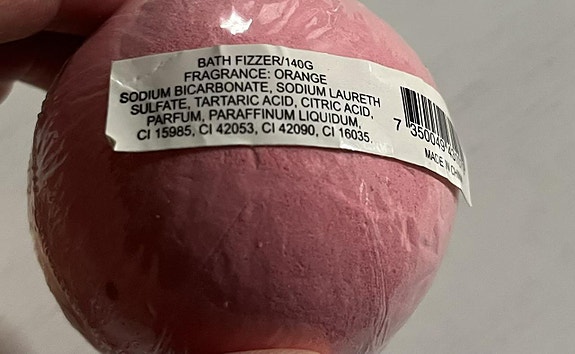 BATH FIZZER/140G
FRAGRANCE: ORANGE
SODIUM BICARBONATE, SODIUM LAURETH
SULFATE, TARTARIC ACID, CITRIC ACID,
PARFUM, PARAFFINUM LIQUIDUM,
CI 15985, CI 42053, CI 42090, CI 16035.
MADE IN